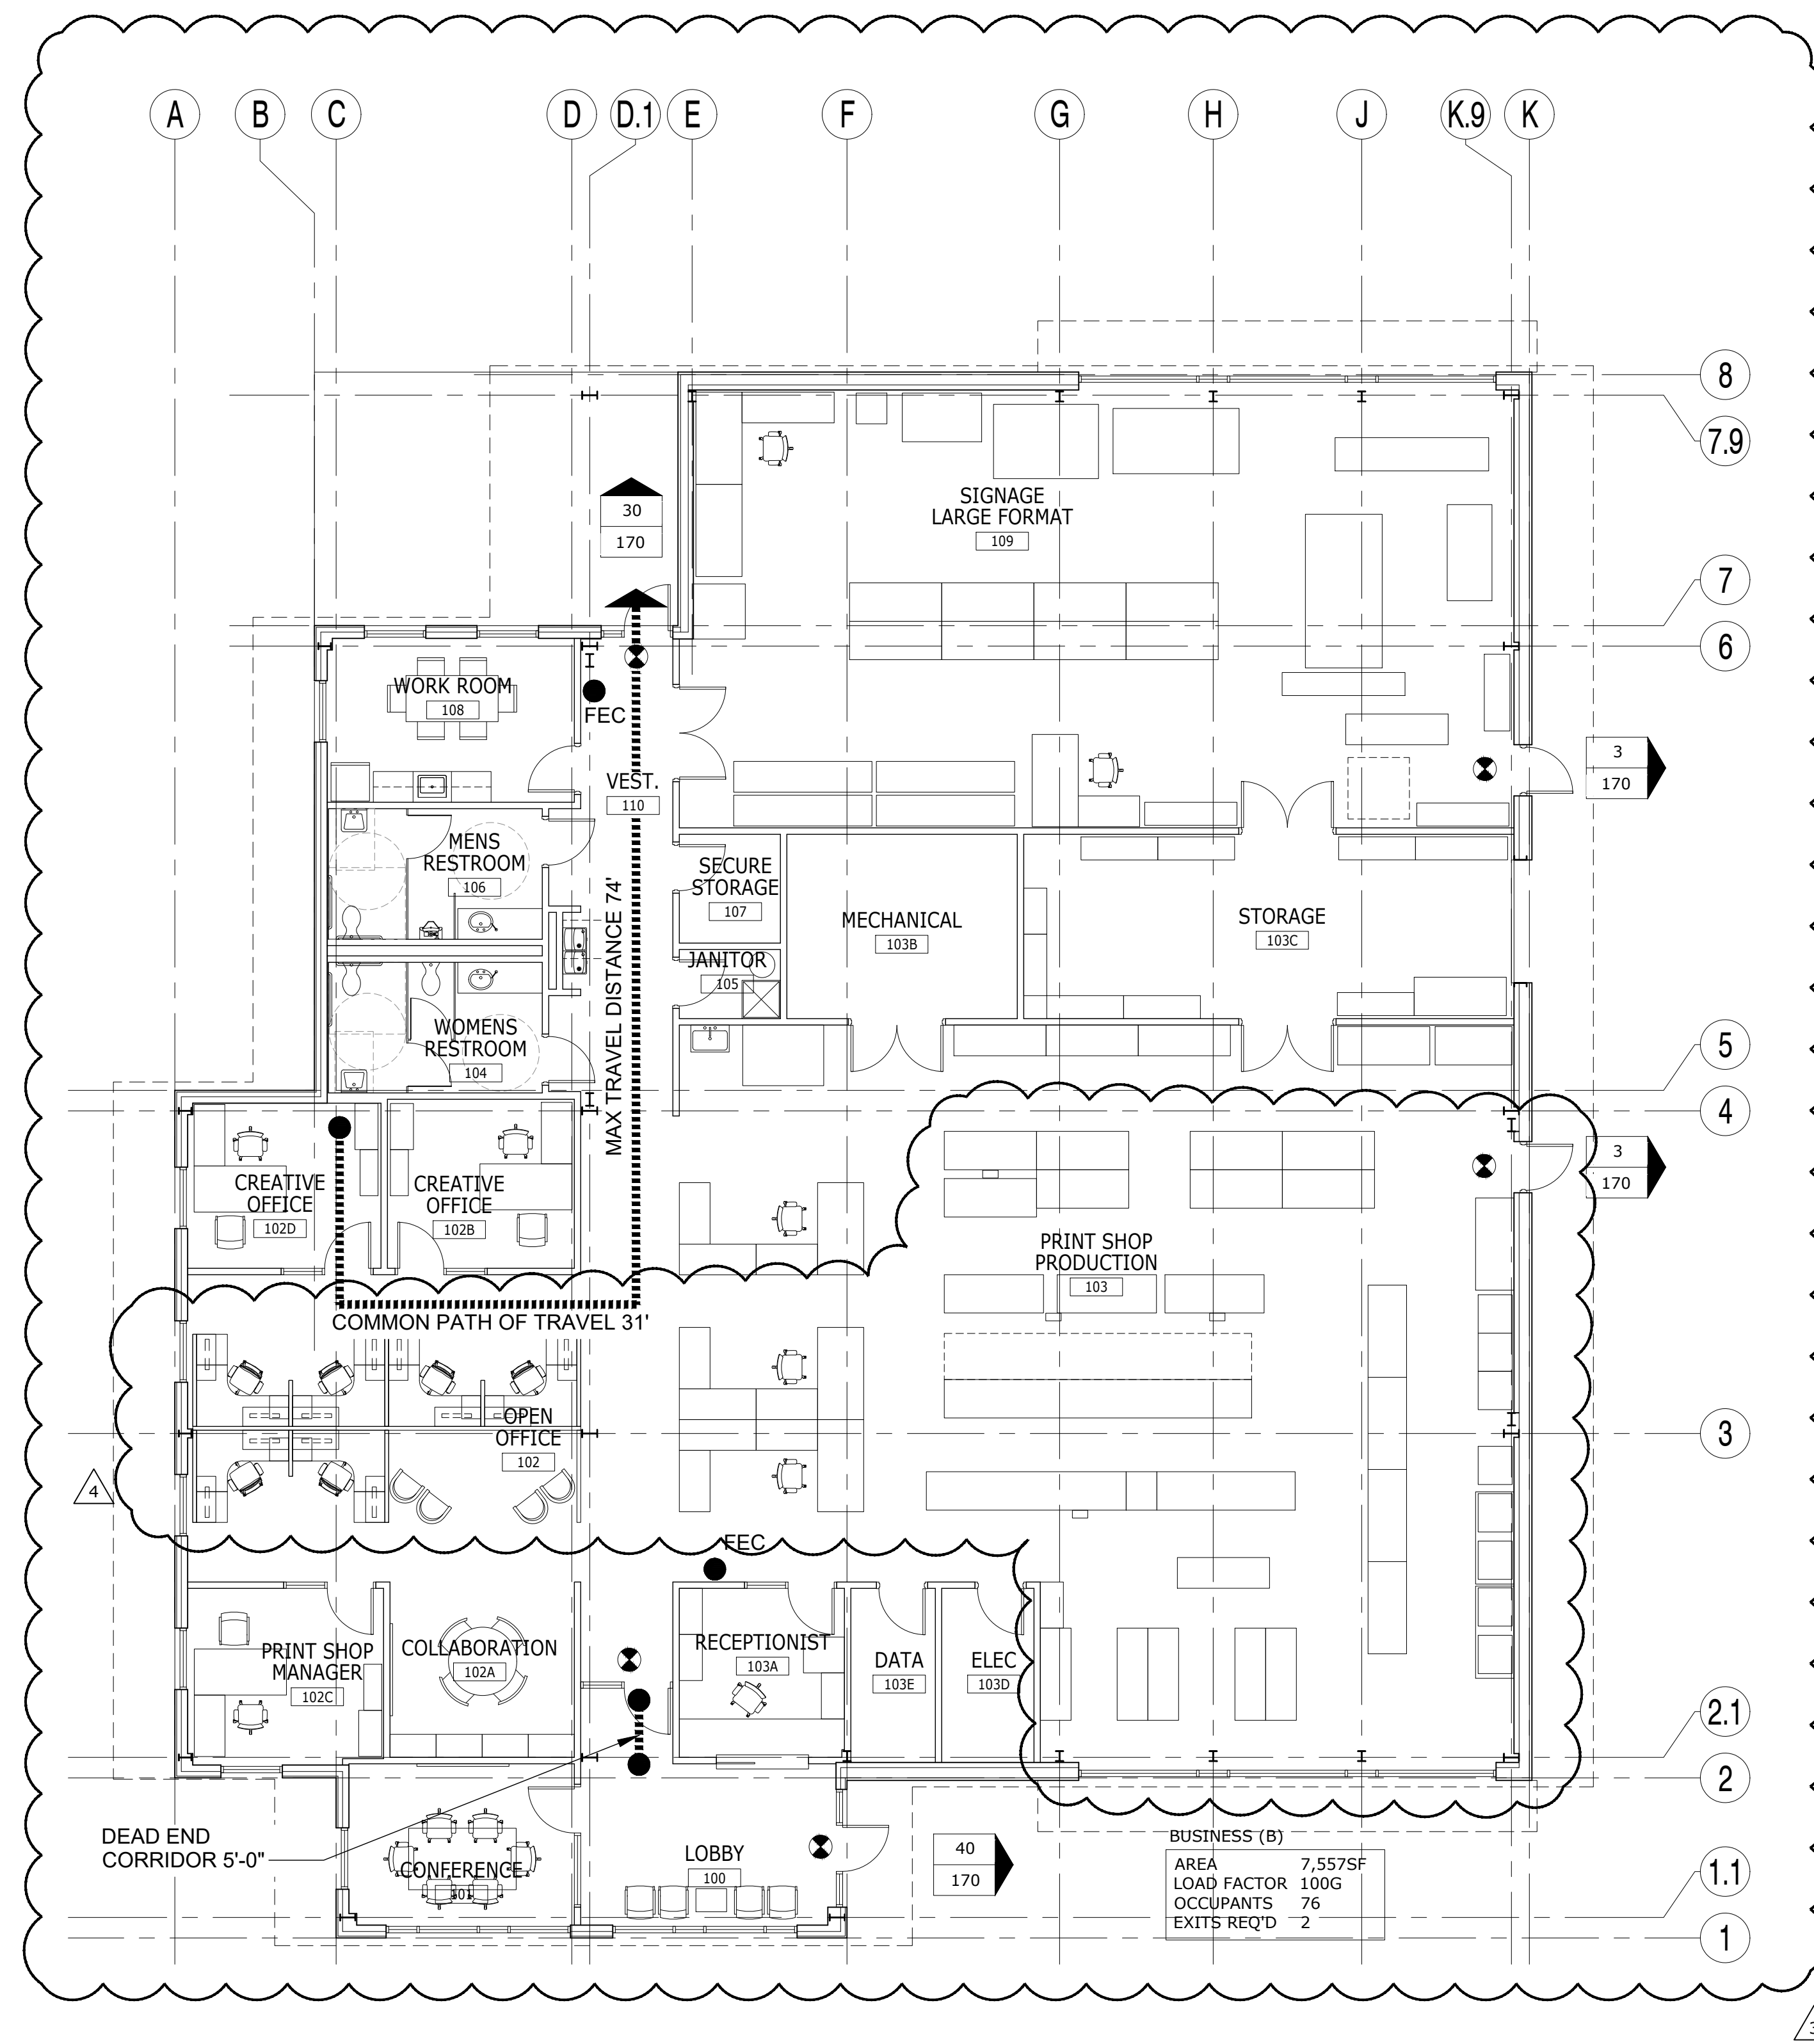 A
B
C
D
D.1
E
F
G
H
J
K.9
K
8
7.9
7
6
5
4
3
2.1
2
1.1
1
SIGNAGE
LARGE FORMAT
109
30
170
WORK ROOM
108
FEC
VEST.
110
3
170
MENS
RESTROOM
106
SECURE
STORAGE
107
MECHANICAL
103B
STORAGE
103C
JANITOR
105
MAX TRAVEL DISTANCE 74'
WOMENS
RESTROOM
104
CREATIVE
OFFICE
102D
CREATIVE
OFFICE
102B
3
170
PRINT SHOP
PRODUCTION
103
COMMON PATH OF TRAVEL 31'
OPEN
OFFICE
102
4
FEC
PRINT SHOP
MANAGER
102C
COLLABORATION
102A
RECEPTIONIST
103A
DATA
103E
ELEC
103D
DEAD END
CORRIDOR 5'-0"
CONFERENCE
101
LOBBY
100
40
170
BUSINESS (B)
AREA 7,557SF
LOAD FACTOR 100G
OCCUPANTS 76
EXITS REQ'D 2